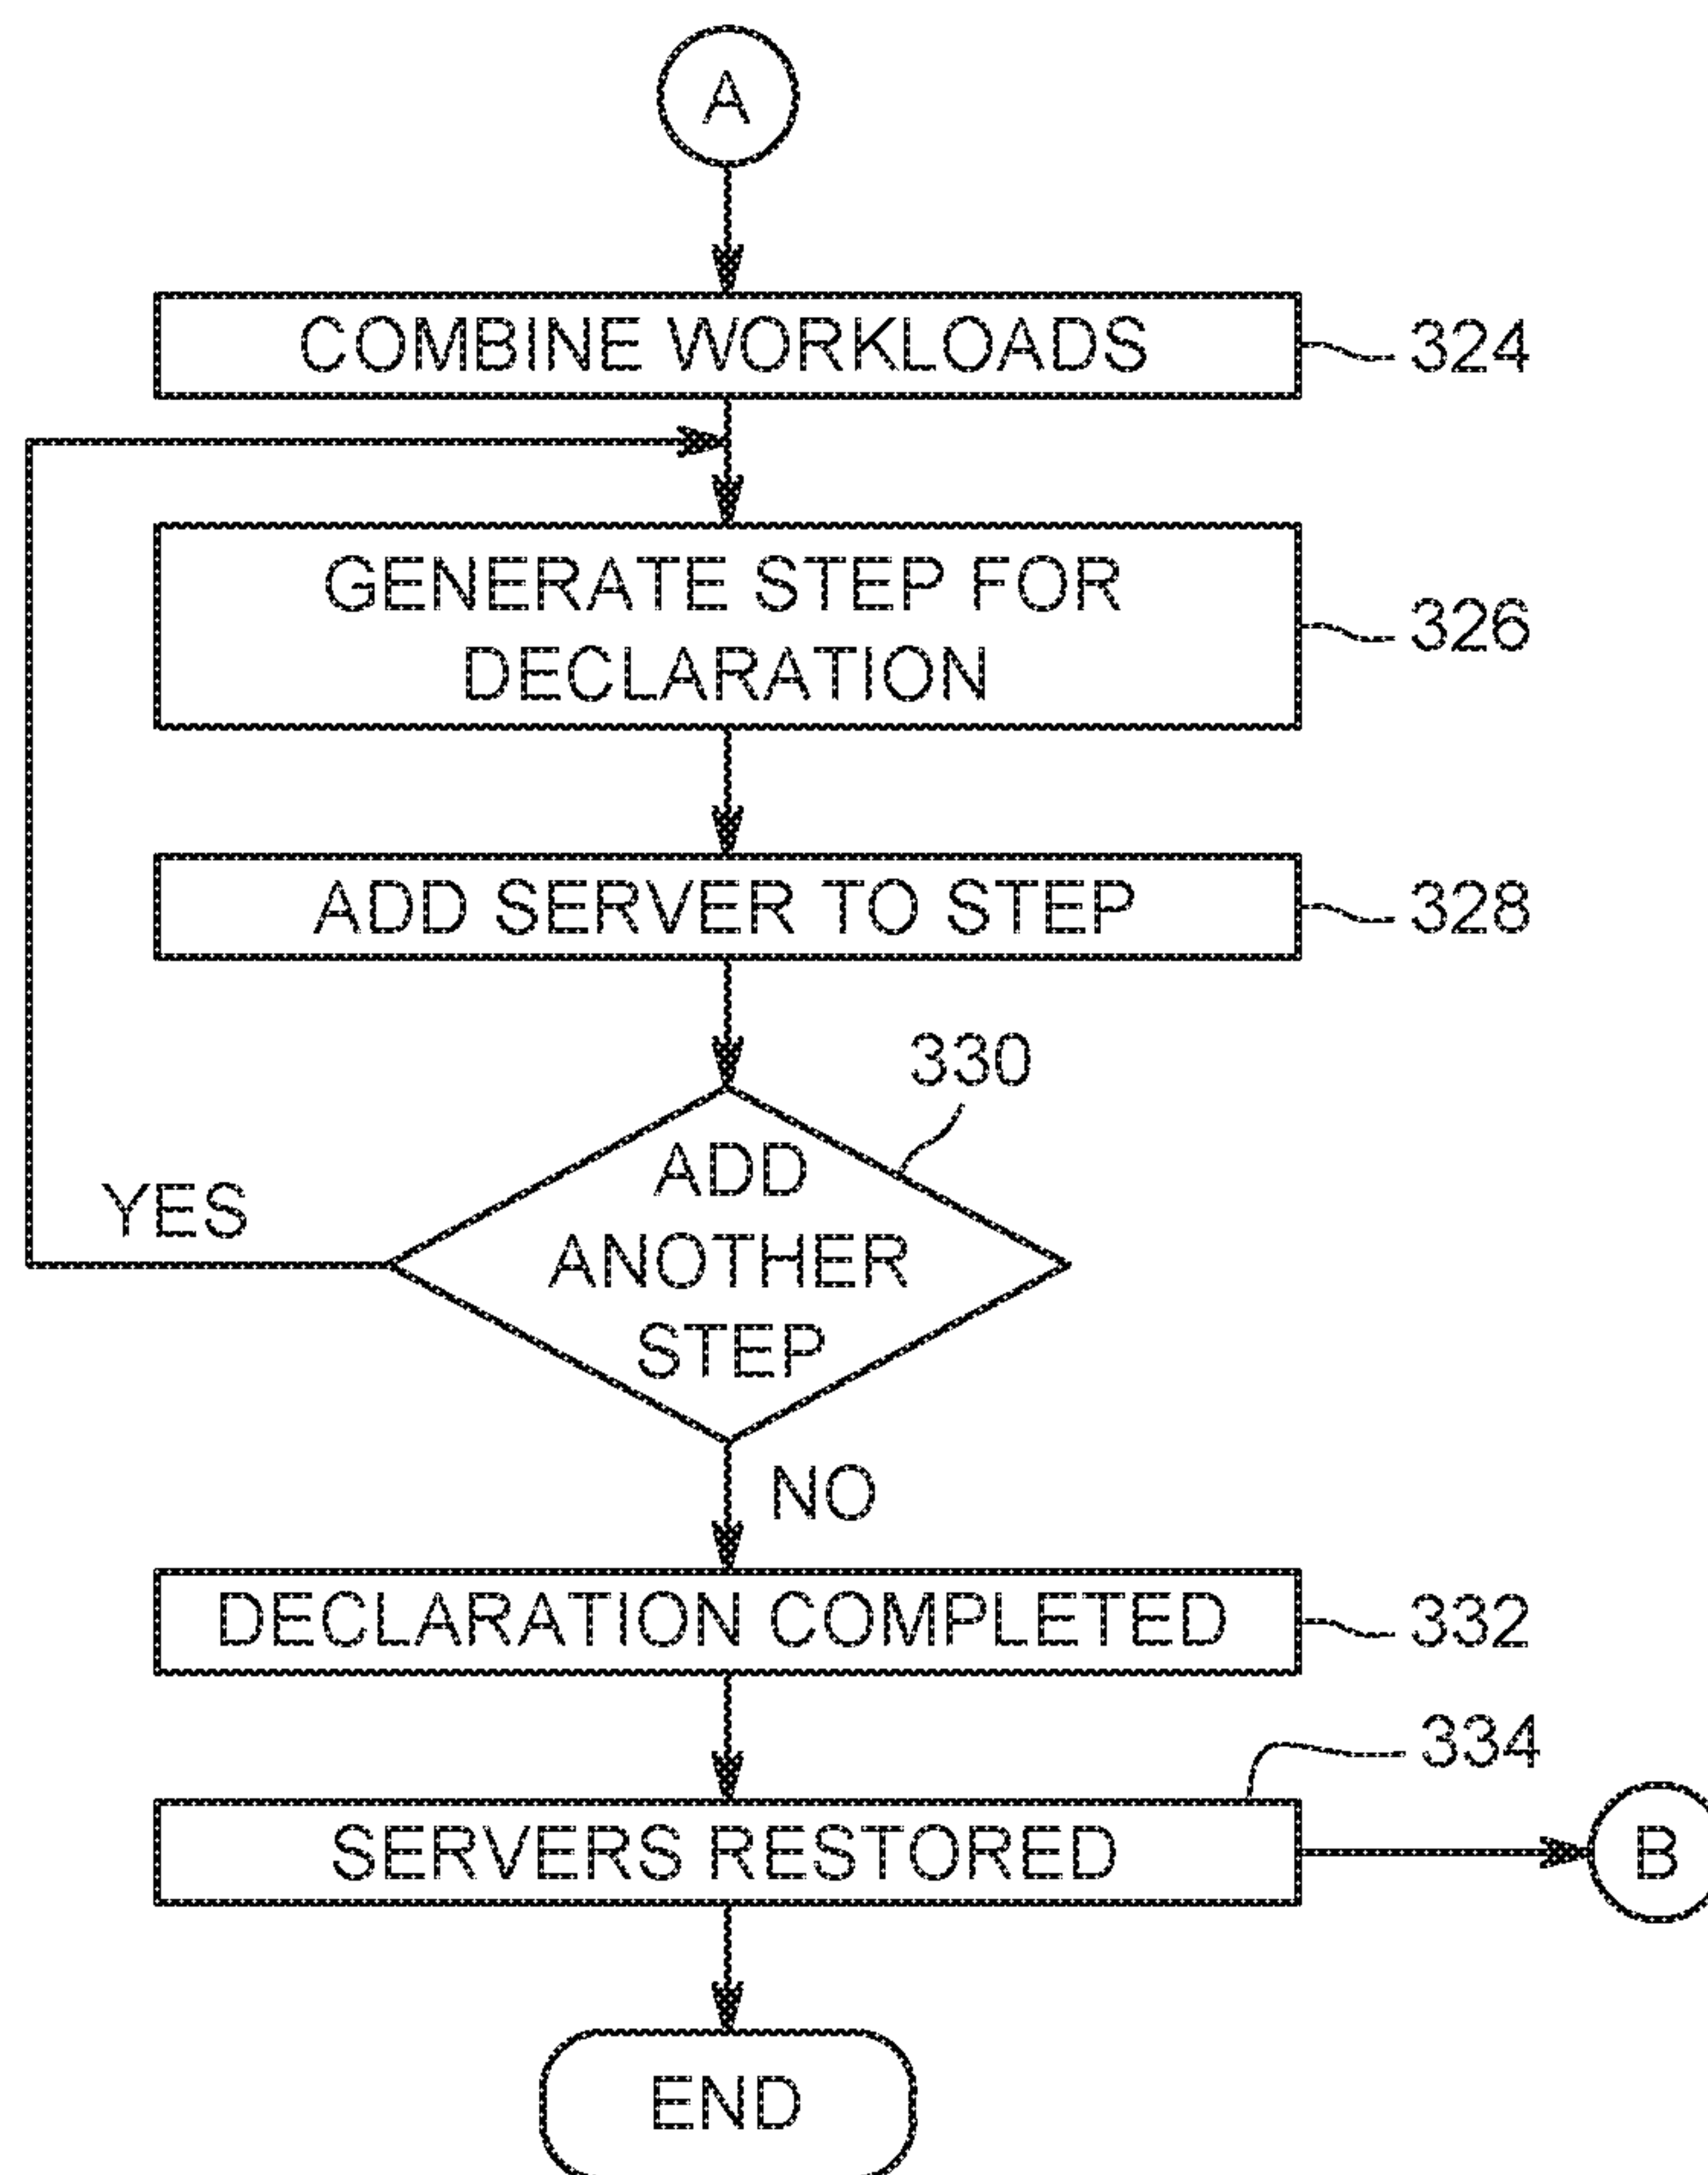 A
COMBINE WORKLOADS
324
GENERATE STEP FOR
DECLARATION
326
ADD SERVER TO STEP
328
330
ADD
ANOTHER
STEP
YES
NO
DECLARATION COMPLETED
332
334
SERVERS RESTORED
B
END